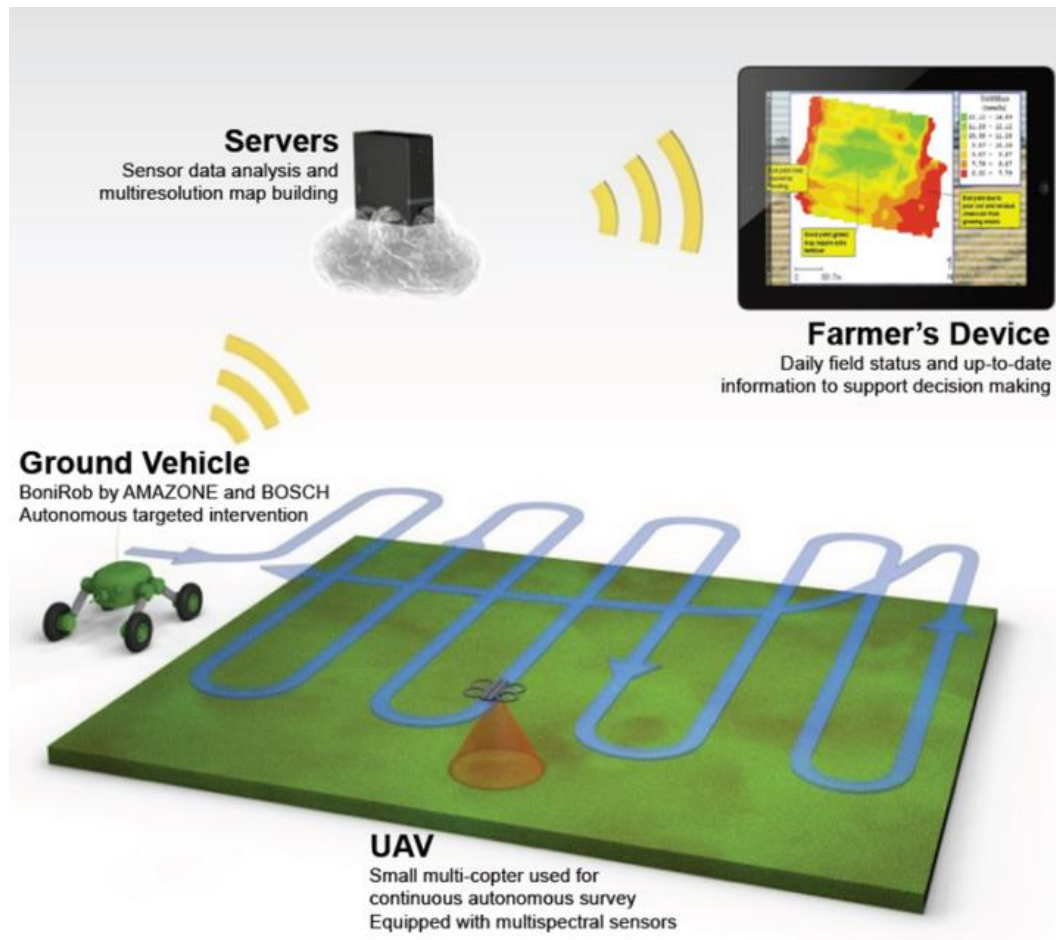 Servers
Sensor data analysis and
multiresolution map building
Farmer's Device
Daily field status and up-to-date
information to support decision making
Ground Vehicle
BoniRob by AMAZONE and BOSCH
Autonomous targeted intervention
UAV
Small multi-copter used for
continuous autonomous survey
Equipped with multispectral sensors